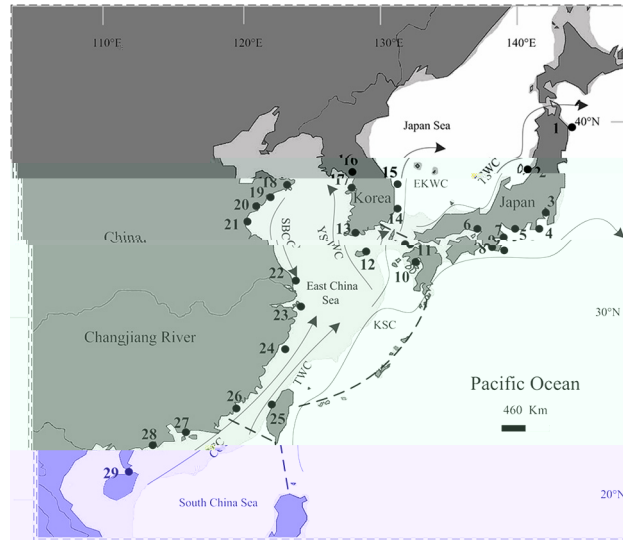 110°E 120°E 130°E 140°E
40°N
1
Japan Sea
16 15 2
18 17 EKWC TSWC
19 Korea Japan
20 14 3
21 SBCC YSWC 13 6 7 5 4
China 12 11 8
22 10
East China
Sea
23 30°N
Changjiang River KSC
24
TWC
Pacific Ocean
26 25 460 Km
27
28
29
20°N
South China Sea